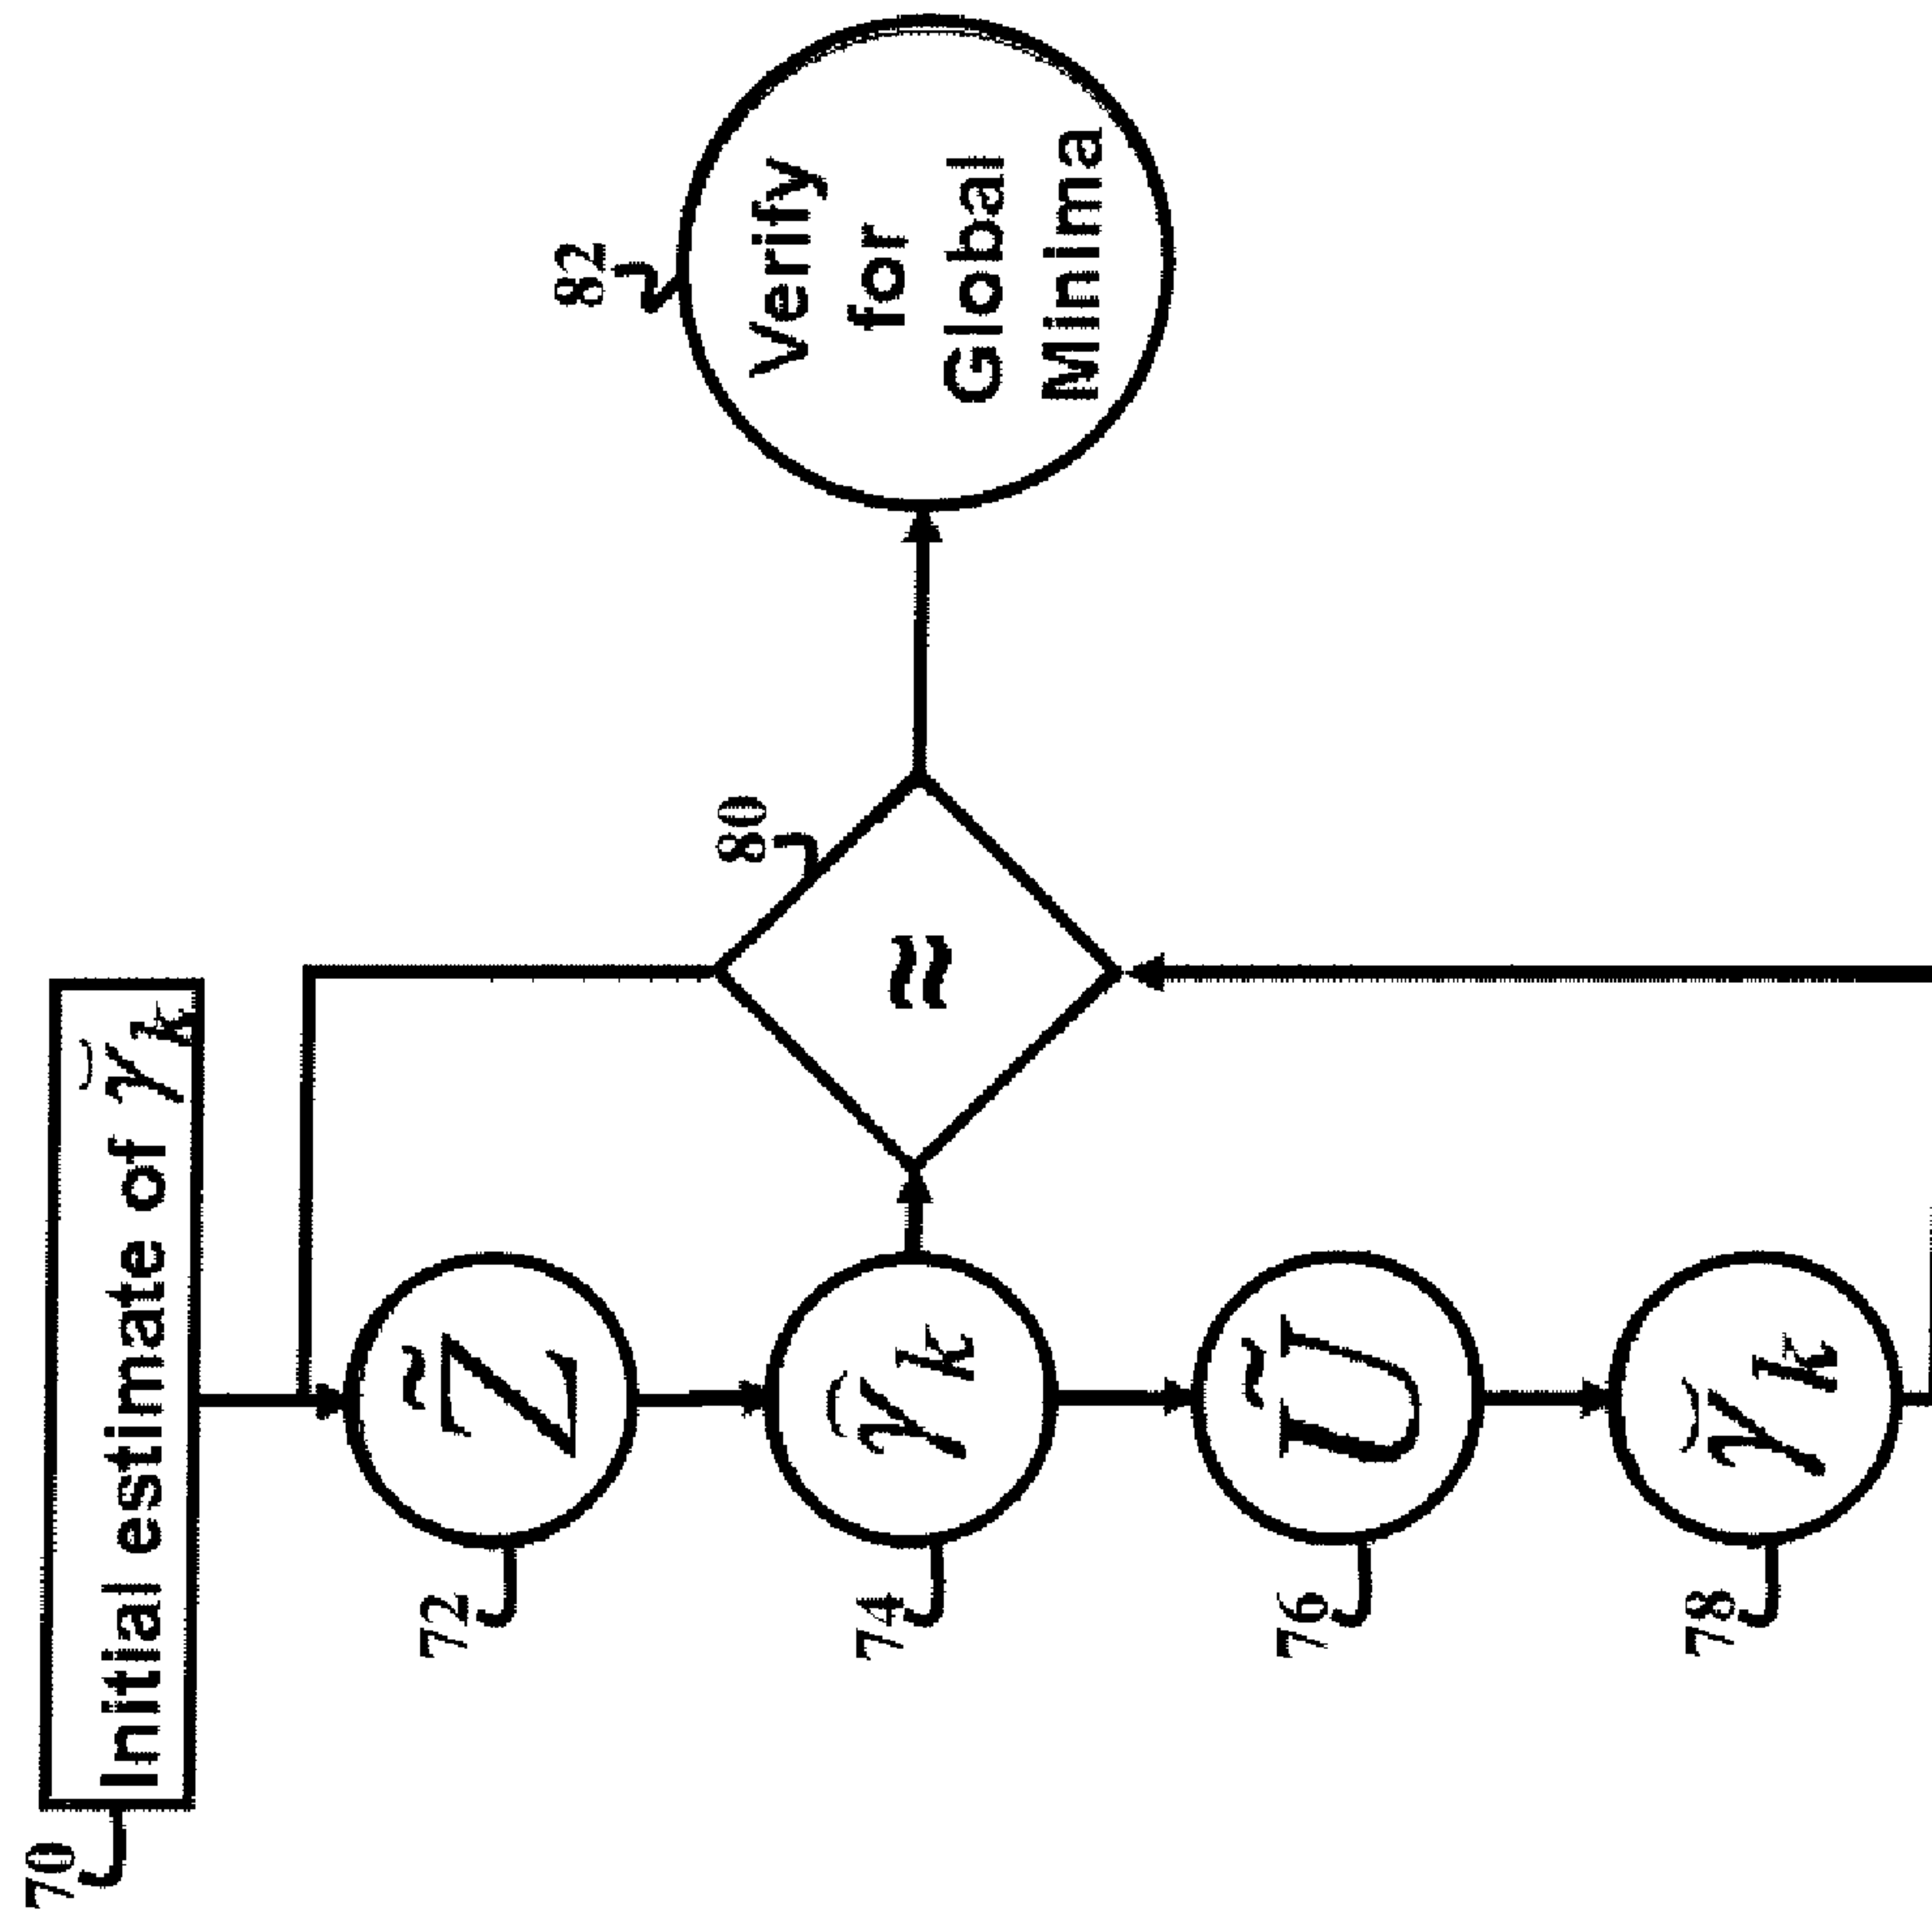 70
Initial estimate of γ̆ₖ
72
Z̃
74
γ̑ₖ
76
Ũ
78
γ̆ₖ
80
≈
82
Verify
for
Global
Minima